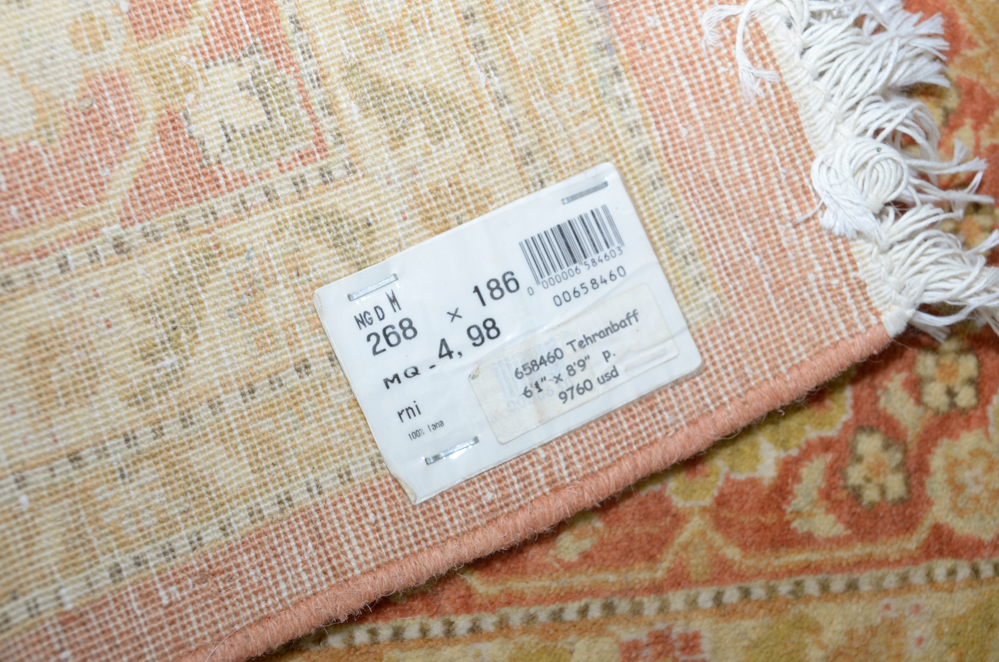 NGDM
268 x 186
MQ. 4,98
rni
100% lana
0 000006 584603
00658460
658460 Tehranbaff
6'1" x 8'9" p.
9760 usd